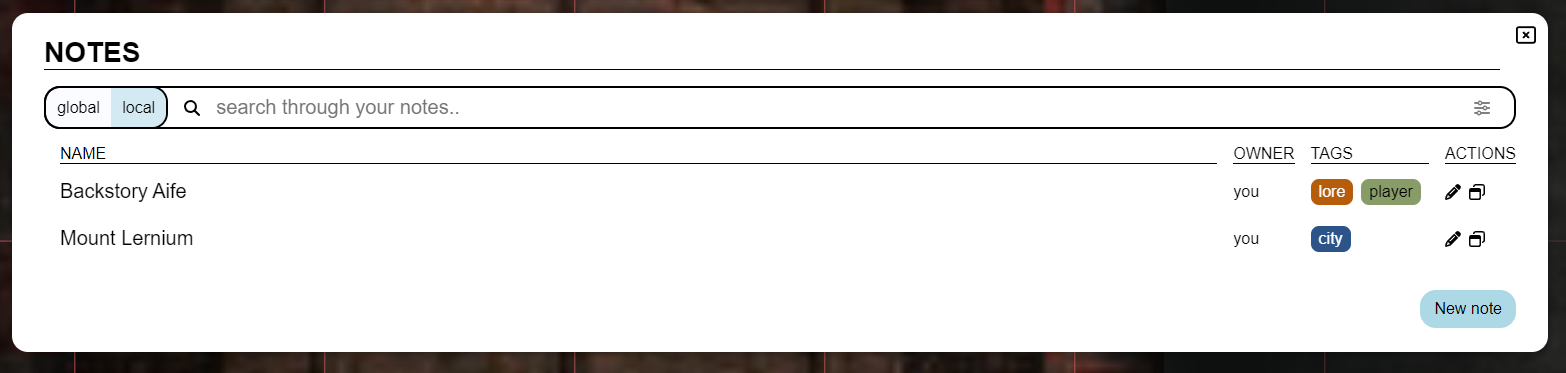 NOTES
global local search through your notes..
NAME OWNER TAGS ACTIONS
Backstory Aife you lore player
Mount Lernium you city
New note